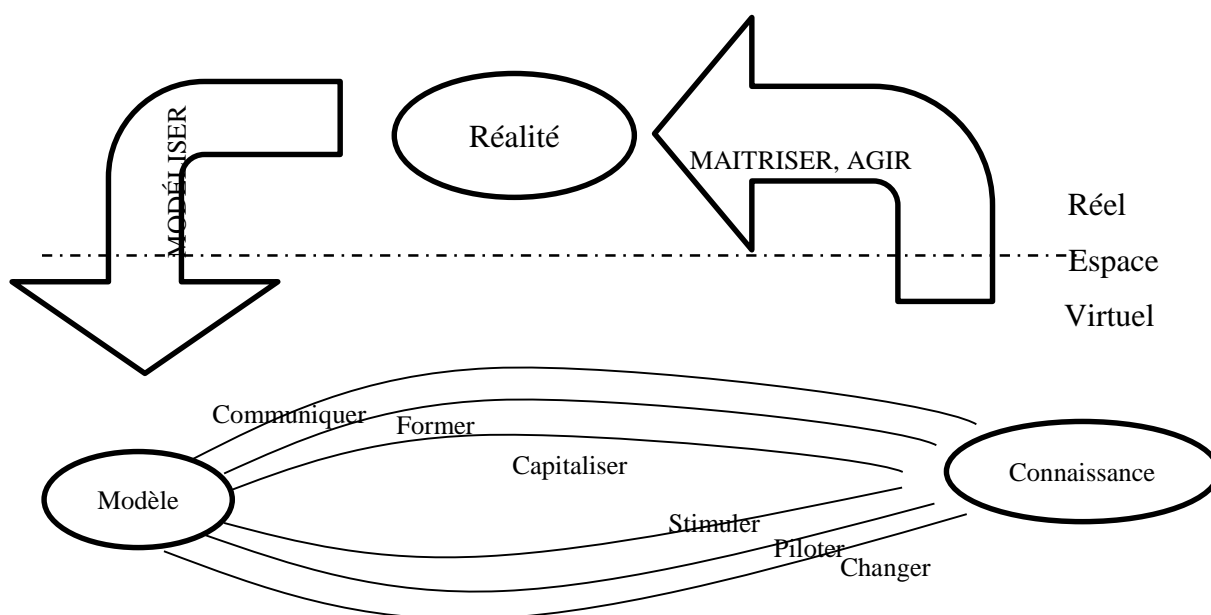 MODÉLISER
Réalité
MAITRISER, AGIR
Réel
Espace
Virtuel
Communiquer
Former
Capitaliser
Connaissance
Modèle
Stimuler
Piloter
Changer